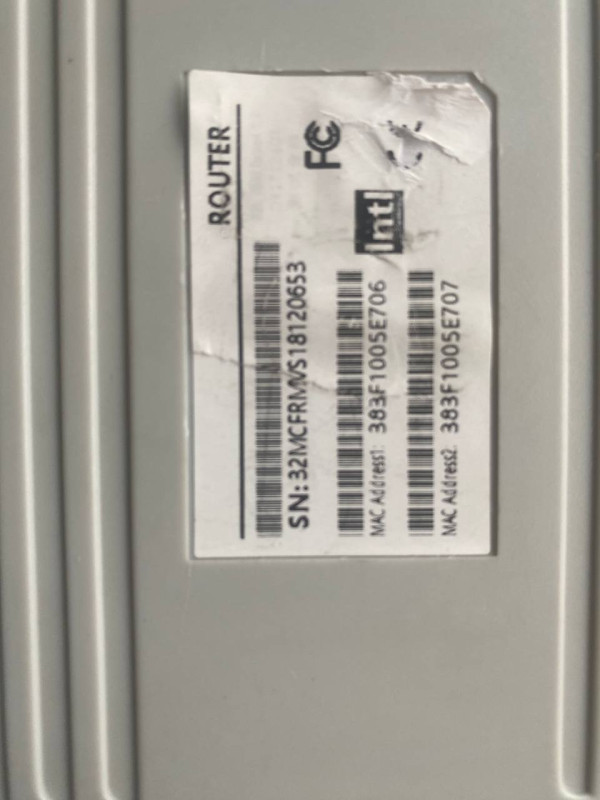 ROUTER
FC
SN: 32MCFRMVS18120653
Intl
MAC Address1: 383F1005E706
MAC Address2: 383F1005E707